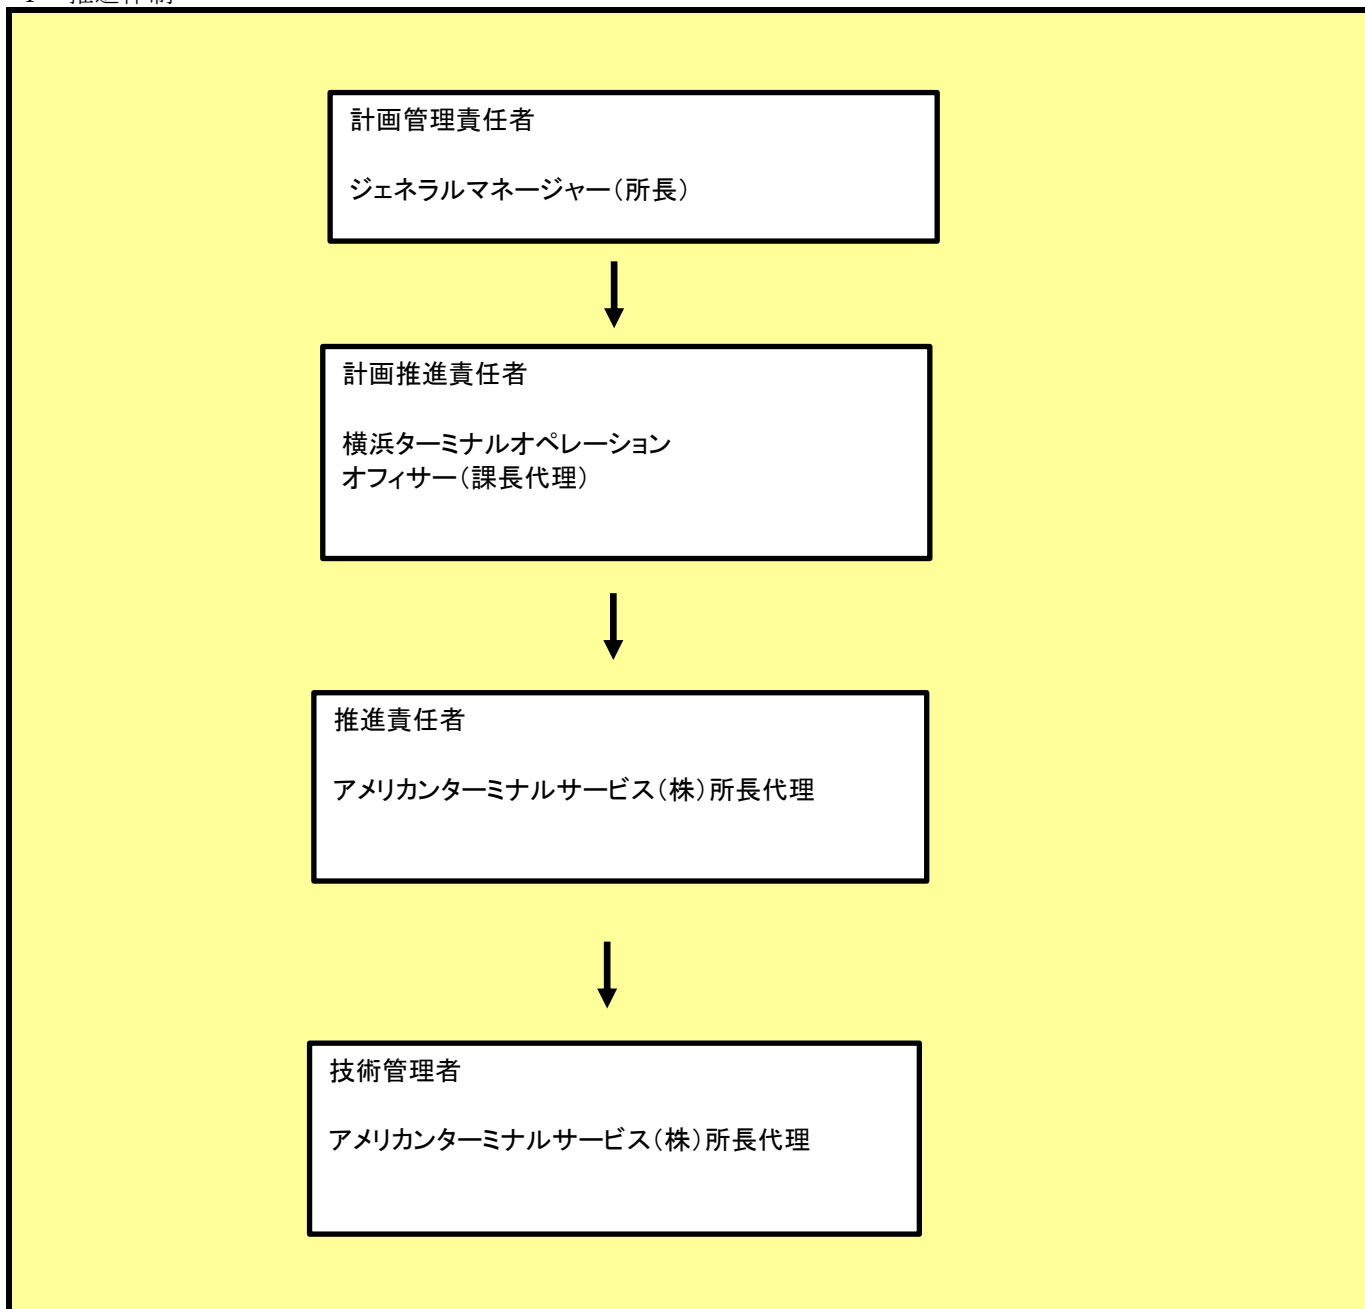 推進体制
計画管理責任者
ジェネラルマネージャー(所長)
計画推進責任者
横浜ターミナルオペレーション
オフィサー(課長代理)
推進責任者
アメリカンターミナルサービス(株)所長代理
技術管理者
アメリカンターミナルサービス(株)所長代理